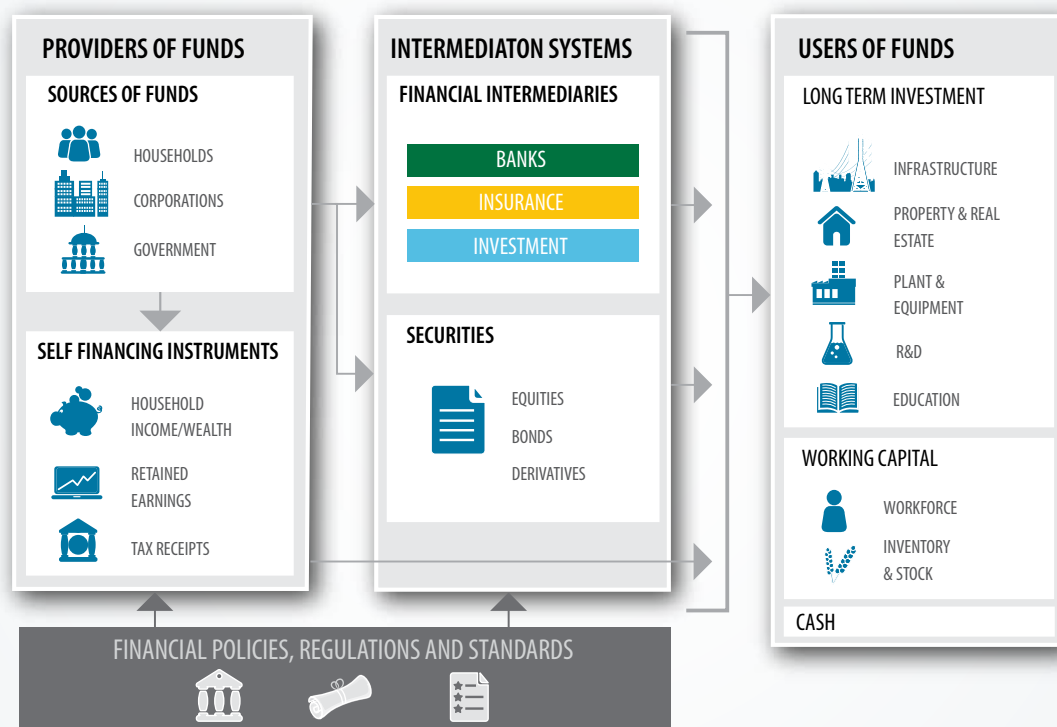 PROVIDERS OF FUNDS
SOURCES OF FUNDS
HOUSEHOLDS
CORPORATIONS
GOVERNMENT
SELF FINANCING INSTRUMENTS
HOUSEHOLD
INCOME/WEALTH
RETAINED
EARNINGS
TAX RECEIPTS
INTERMEDIATON SYSTEMS
FINANCIAL INTERMEDIARIES
BANKS
INSURANCE
INVESTMENT
SECURITIES
EQUITIES
BONDS
DERIVATIVES
USERS OF FUNDS
LONG TERM INVESTMENT
INFRASTRUCTURE
PROPERTY & REAL
ESTATE
PLANT &
EQUIPMENT
R&D
EDUCATION
WORKING CAPITAL
WORKFORCE
INVENTORY
& STOCK
CASH
FINANCIAL POLICIES, REGULATIONS AND STANDARDS